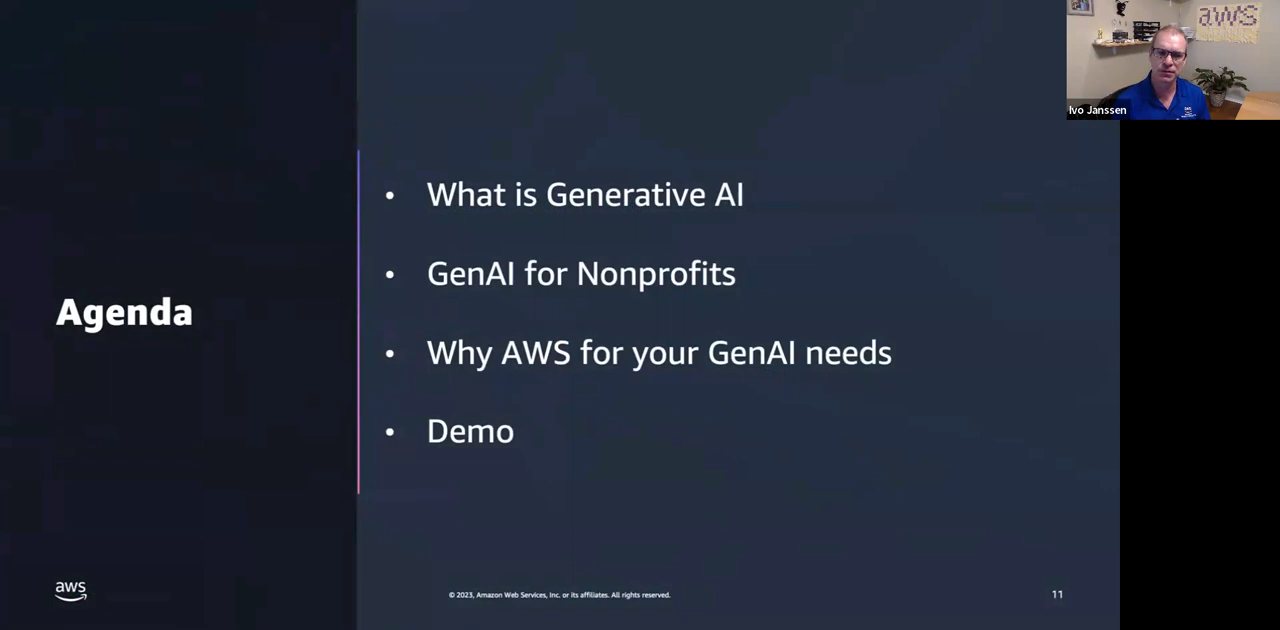 aws
Ivo Janssen
What is Generative AI
GenAI for Nonprofits
Agenda
Why AWS for your GenAI needs
Demo
aws
© 2023, Amazon Web Services, Inc. or its affiliates. All rights reserved.
11